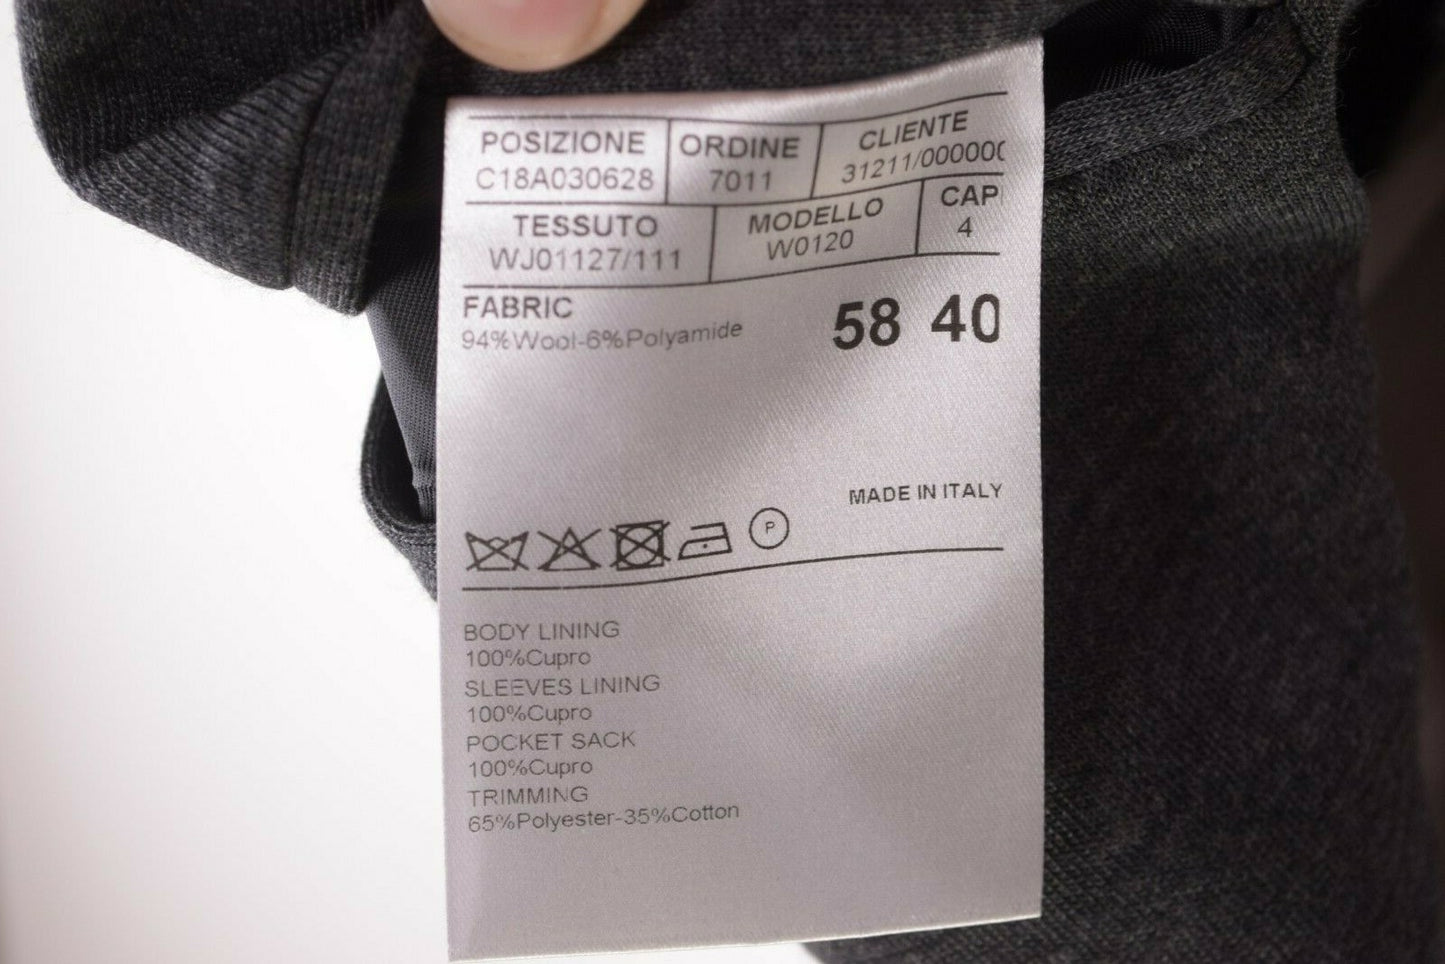 POSIZIONE ORDINE CLIENTE
C18A030628 7011 31211/000000
TESSUTO MODELLO CAP
WJ01127/111 W0120 4
FABRIC
94%Wool-6%Polyamide
58 40
MADE IN ITALY
P
BODY LINING
100%Cupro
SLEEVES LINING
100%Cupro
POCKET SACK
100%Cupro
TRIMMING
65%Polyester-35%Cotton